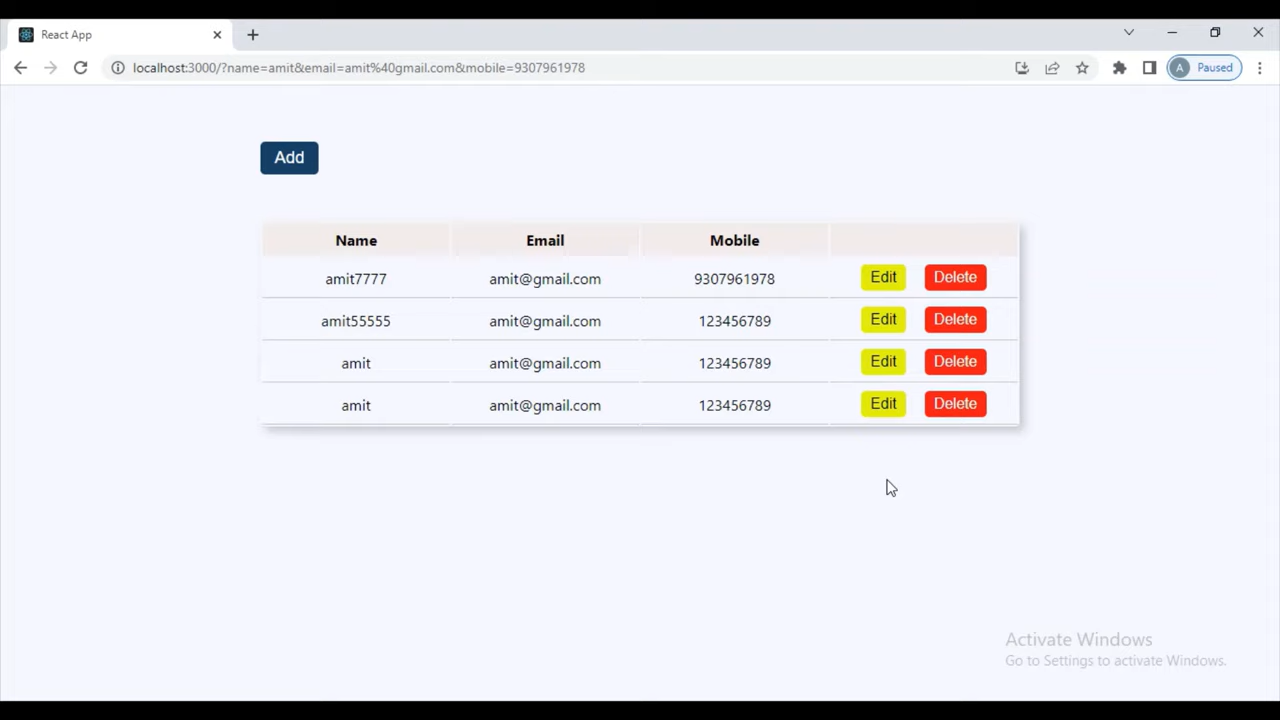 React App
localhost:3000/?name=amit&email=amit%40gmail.com&mobile=9307961978
A Paused
Add
Name Email Mobile
amit7777 amit@gmail.com 9307961978 Edit Delete
amit55555 amit@gmail.com 123456789 Edit Delete
amit amit@gmail.com 123456789 Edit Delete
amit amit@gmail.com 123456789 Edit Delete
Activate Windows
Go to Settings to activate Windows.